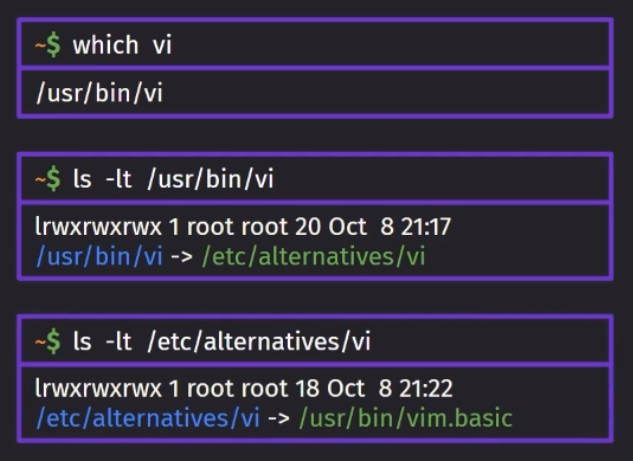 ~$ which vi
/usr/bin/vi
~$ ls -lt /usr/bin/vi
lrwxrwxrwx 1 root root 20 Oct 8 21:17
/usr/bin/vi -> /etc/alternatives/vi
~$ ls -lt /etc/alternatives/vi
lrwxrwxrwx 1 root root 18 Oct 8 21:22
/etc/alternatives/vi -> /usr/bin/vim.basic